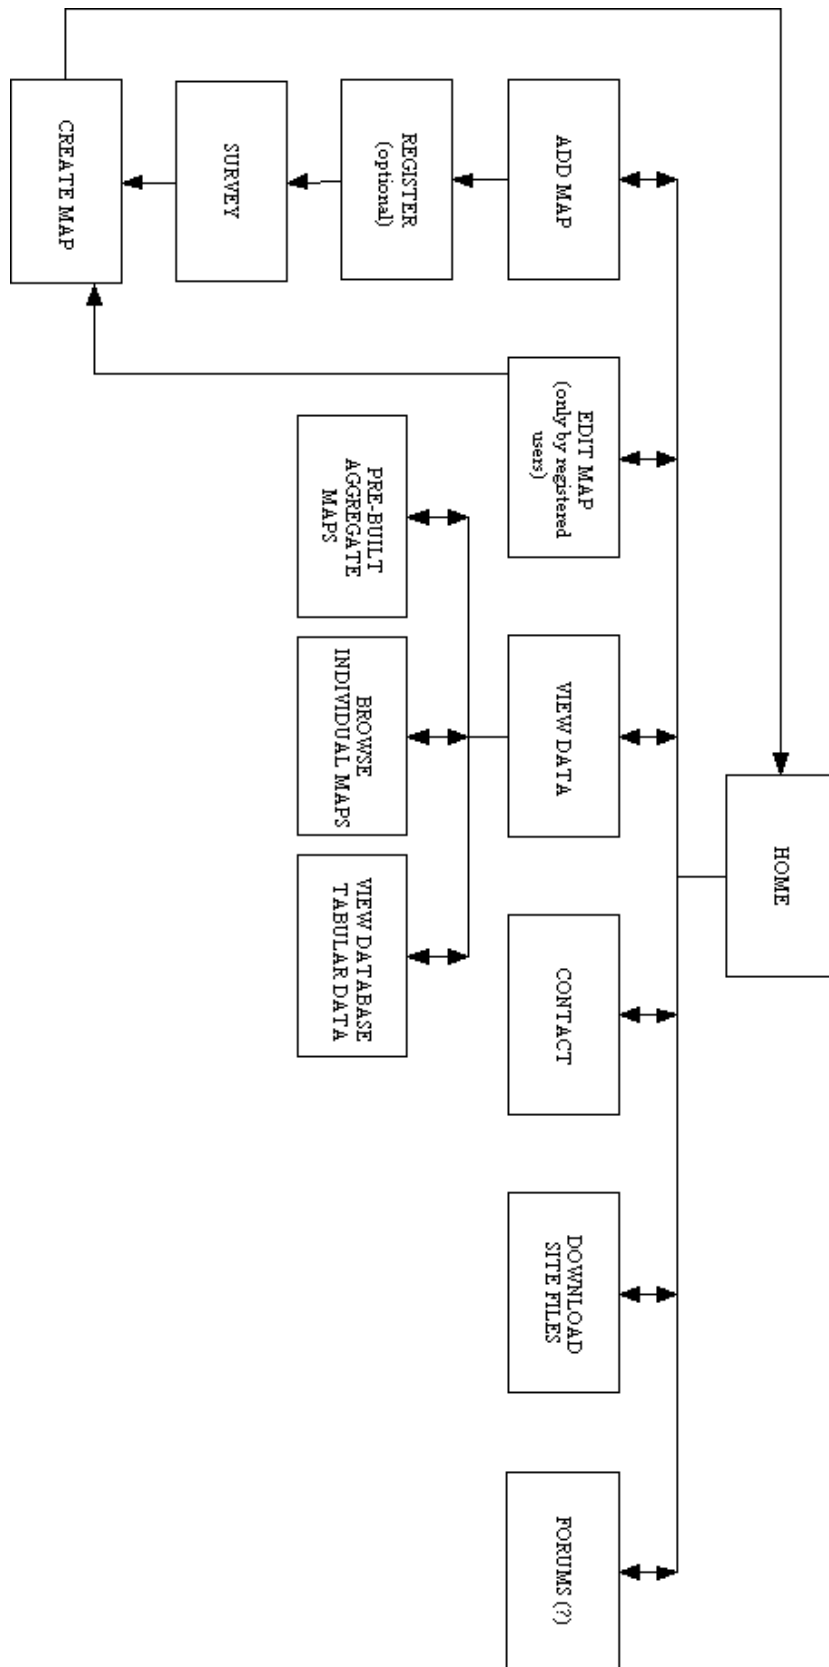 HOME
ADD MAP
EDIT MAP
(only by registered
users)
VIEW DATA
CONTACT
DOWNLOAD
SITE FILES
FORUMS (?)
REGISTER
(optional)
SURVEY
CREATE MAP
PRE-BUILT
AGGREGATE
MAPS
BROWSE
INDIVIDUAL MAPS
VIEW DATABASE
TABULAR DATA